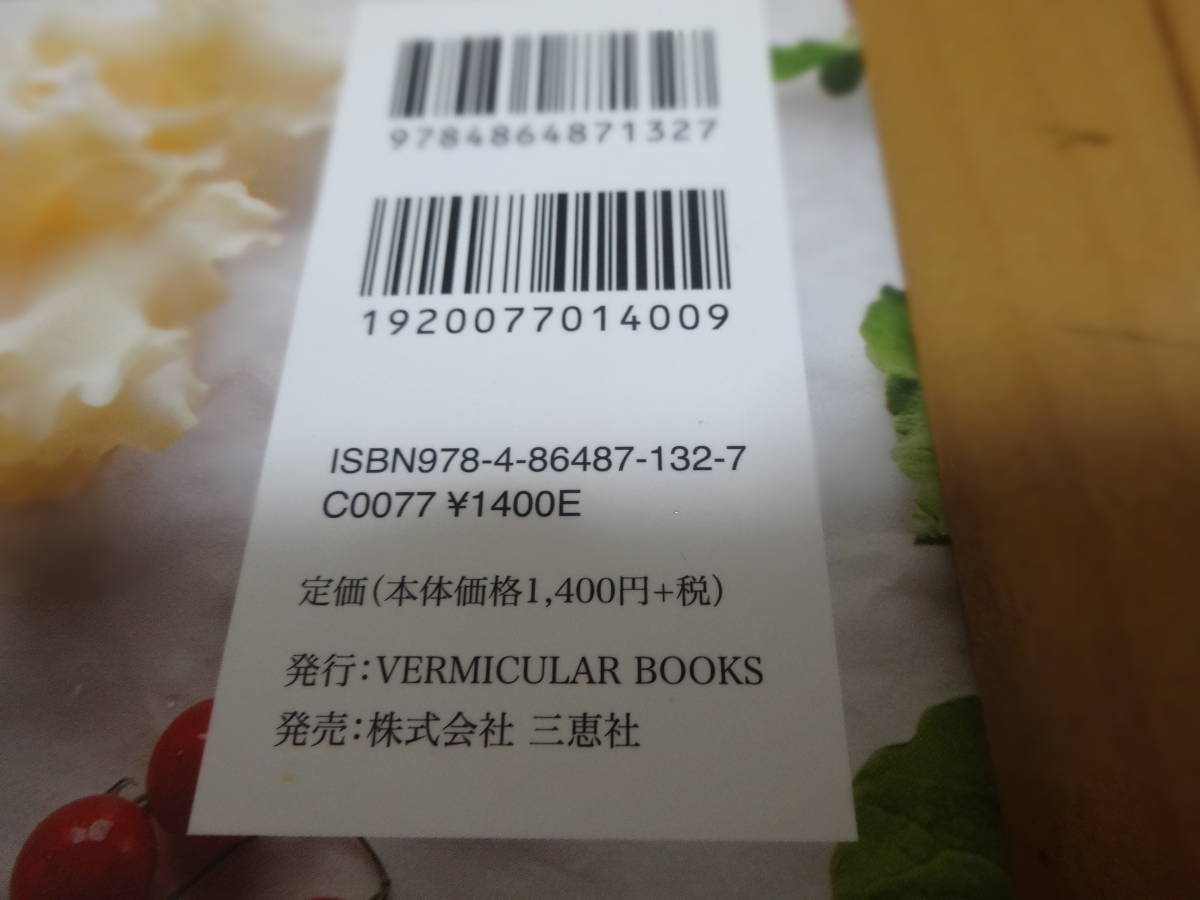 9784864871327
1920077014009
ISBN978-4-86487-132-7
C0077 ¥1400E
定価(本体価格1,400円+税)
発行:VERMICULAR BOOKS
発売:株式会社 三恵社